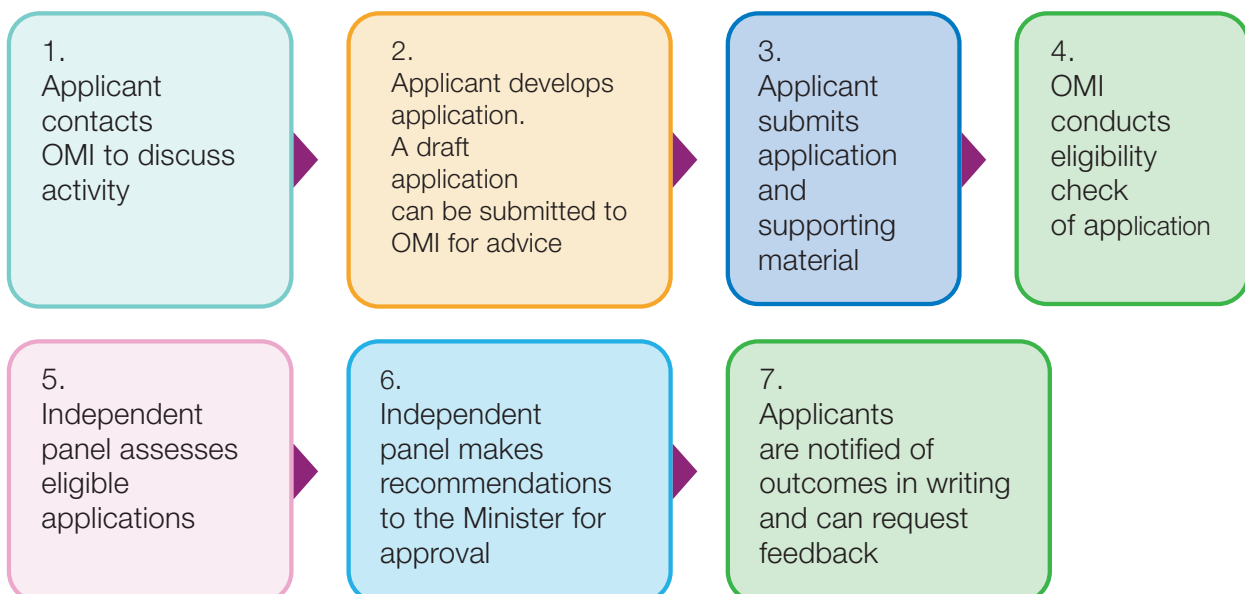 1.
Applicant
contacts
OMI to discuss
activity
2.
Applicant develops
application.
A draft
application
can be submitted to
OMI for advice
3.
Applicant
submits
application
and
supporting
material
4.
OMI
conducts
eligibility
check
of application
5.
Independent
panel assesses
eligible
applications
6.
Independent
panel makes
recommendations
to the Minister for
approval
7.
Applicants
are notified of
outcomes in writing
and can request
feedback